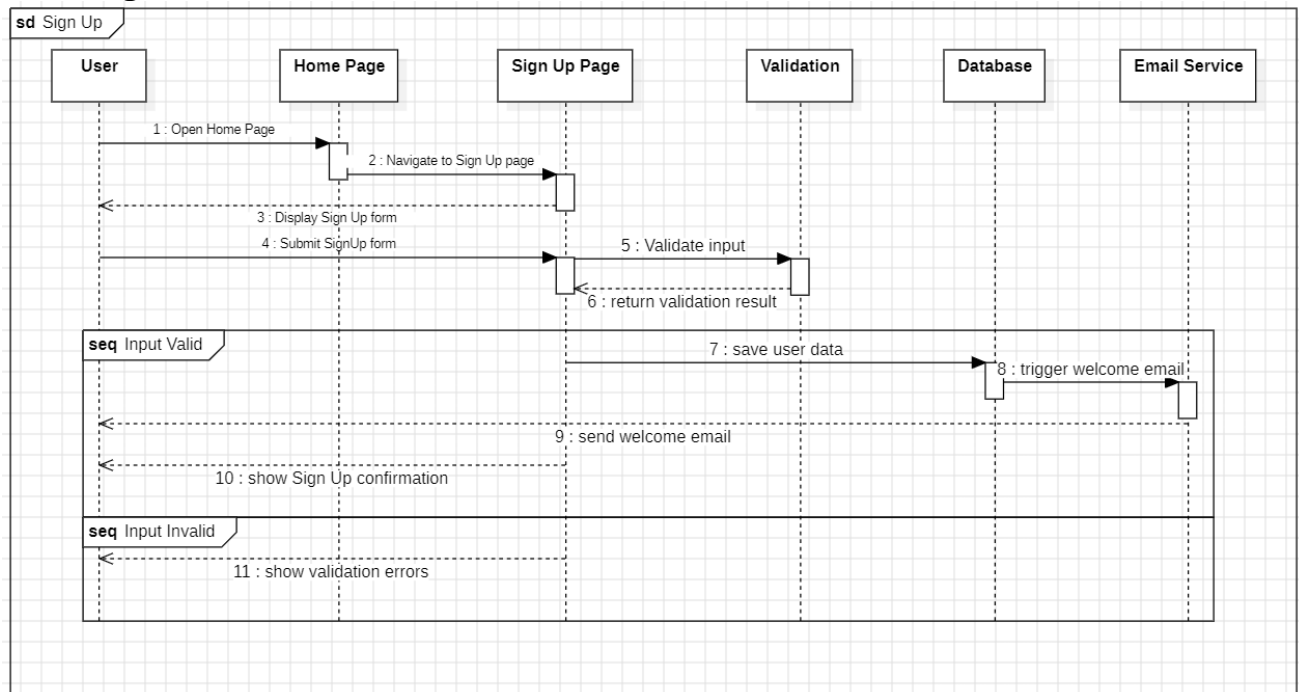 sd Sign Up
User
Home Page
Sign Up Page
Validation
Database
Email Service
1 : Open Home Page
2 : Navigate to Sign Up page
3 : Display Sign Up form
4 : Submit SignUp form
5 : Validate input
6 : return validation result
seq Input Valid
7 : save user data
8 : trigger welcome email
9 : send welcome email
10 : show Sign Up confirmation
seq Input Invalid
11 : show validation errors